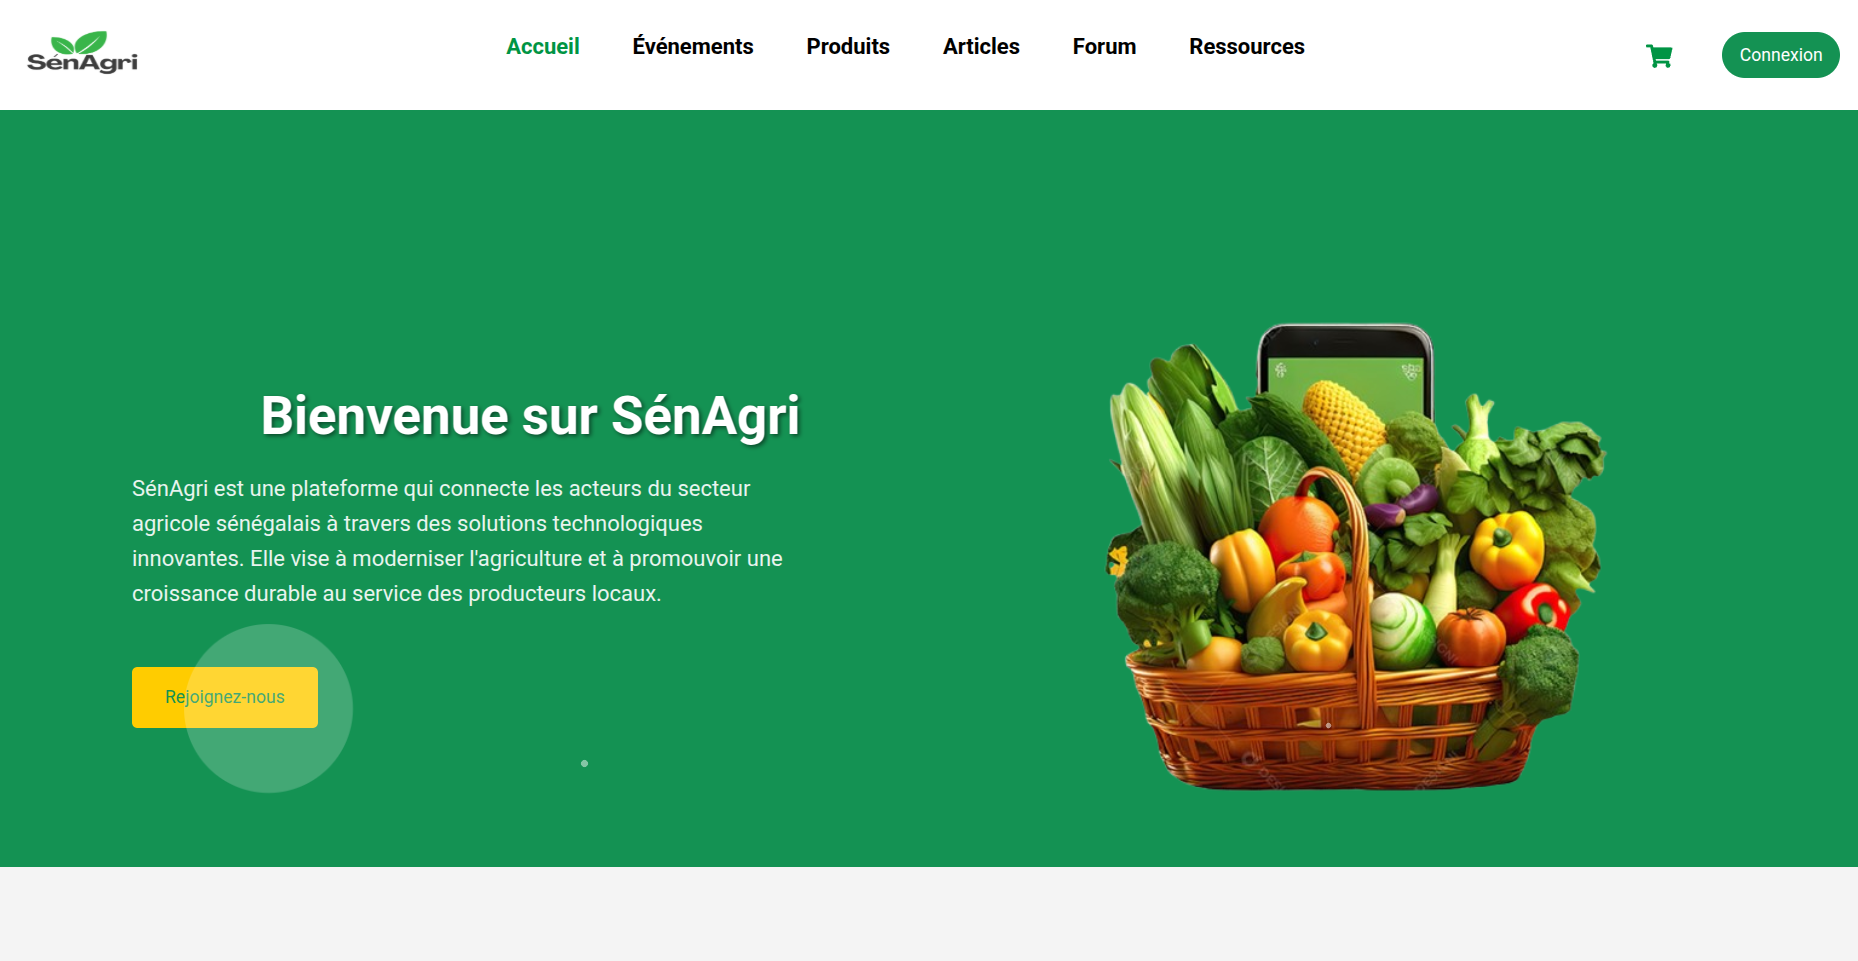 SénAgri
Accueil
Événements
Produits
Articles
Forum
Ressources
Connexion
Bienvenue sur SénAgri
SénAgri est une plateforme qui connecte les acteurs du secteur
agricole sénégalais à travers des solutions technologiques
innovantes. Elle vise à moderniser l'agriculture et à promouvoir une
croissance durable au service des producteurs locaux.
Rejoignez-nous